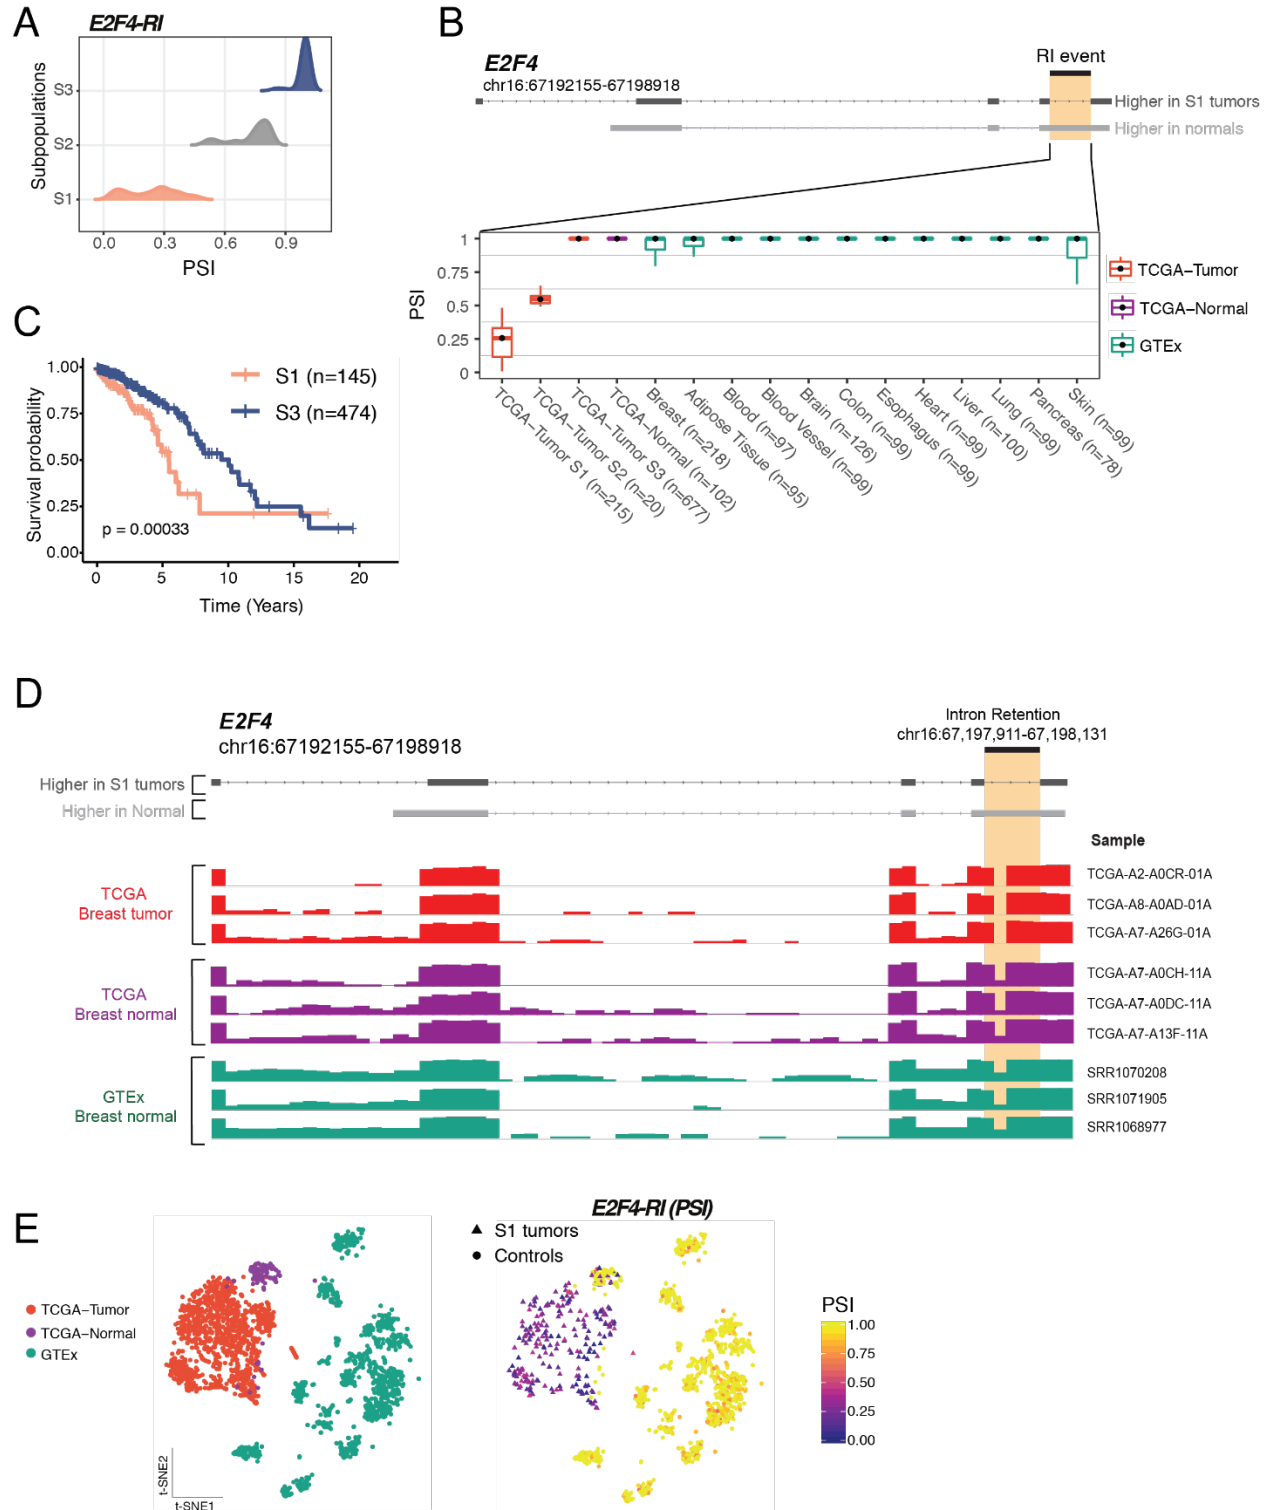 A
E2F4-RI
Subpopulations
S3
S2
S1
0.0 0.3 0.6 0.9
PSI
B
E2F4
chr16:67192155-67198918
RI event
Higher in S1 tumors
Higher in normals
PSI
1
0.75
0.5
0.25
0
TCGA-Tumor S1 (n=215)
TCGA-Tumor S2 (n=20)
TCGA-Tumor S3 (n=677)
TCGA-Normal (n=102)
Breast (n=218)
Adipose Tissue (n=95)
Blood (n=97)
Blood Vessel (n=99)
Brain (n=126)
Colon (n=99)
Esophagus (n=99)
Heart (n=99)
Liver (n=100)
Lung (n=99)
Pancreas (n=78)
Skin (n=99)
TCGA-Tumor
TCGA-Normal
GTEx
C
Survival probability
1.00
0.75
0.50
0.25
0.00
S1 (n=145)
S3 (n=474)
p = 0.00033
0 5 10 15 20
Time (Years)
D
E2F4
chr16:67192155-67198918
Intron Retention
chr16:67,197,911-67,198,131
Higher in S1 tumors
Higher in Normal
Sample
TCGA
Breast tumor
TCGA-A2-A0CR-01A
TCGA-A8-A0AD-01A
TCGA-A7-A26G-01A
TCGA
Breast normal
TCGA-A7-A0CH-11A
TCGA-A7-A0DC-11A
TCGA-A7-A13F-11A
GTEx
Breast normal
SRR1070208
SRR1071905
SRR1068977
E
TCGA-Tumor
TCGA-Normal
GTEx
t-SNE2
t-SNE1
E2F4-RI (PSI)
S1 tumors
Controls
PSI
1.00
0.75
0.50
0.25
0.00